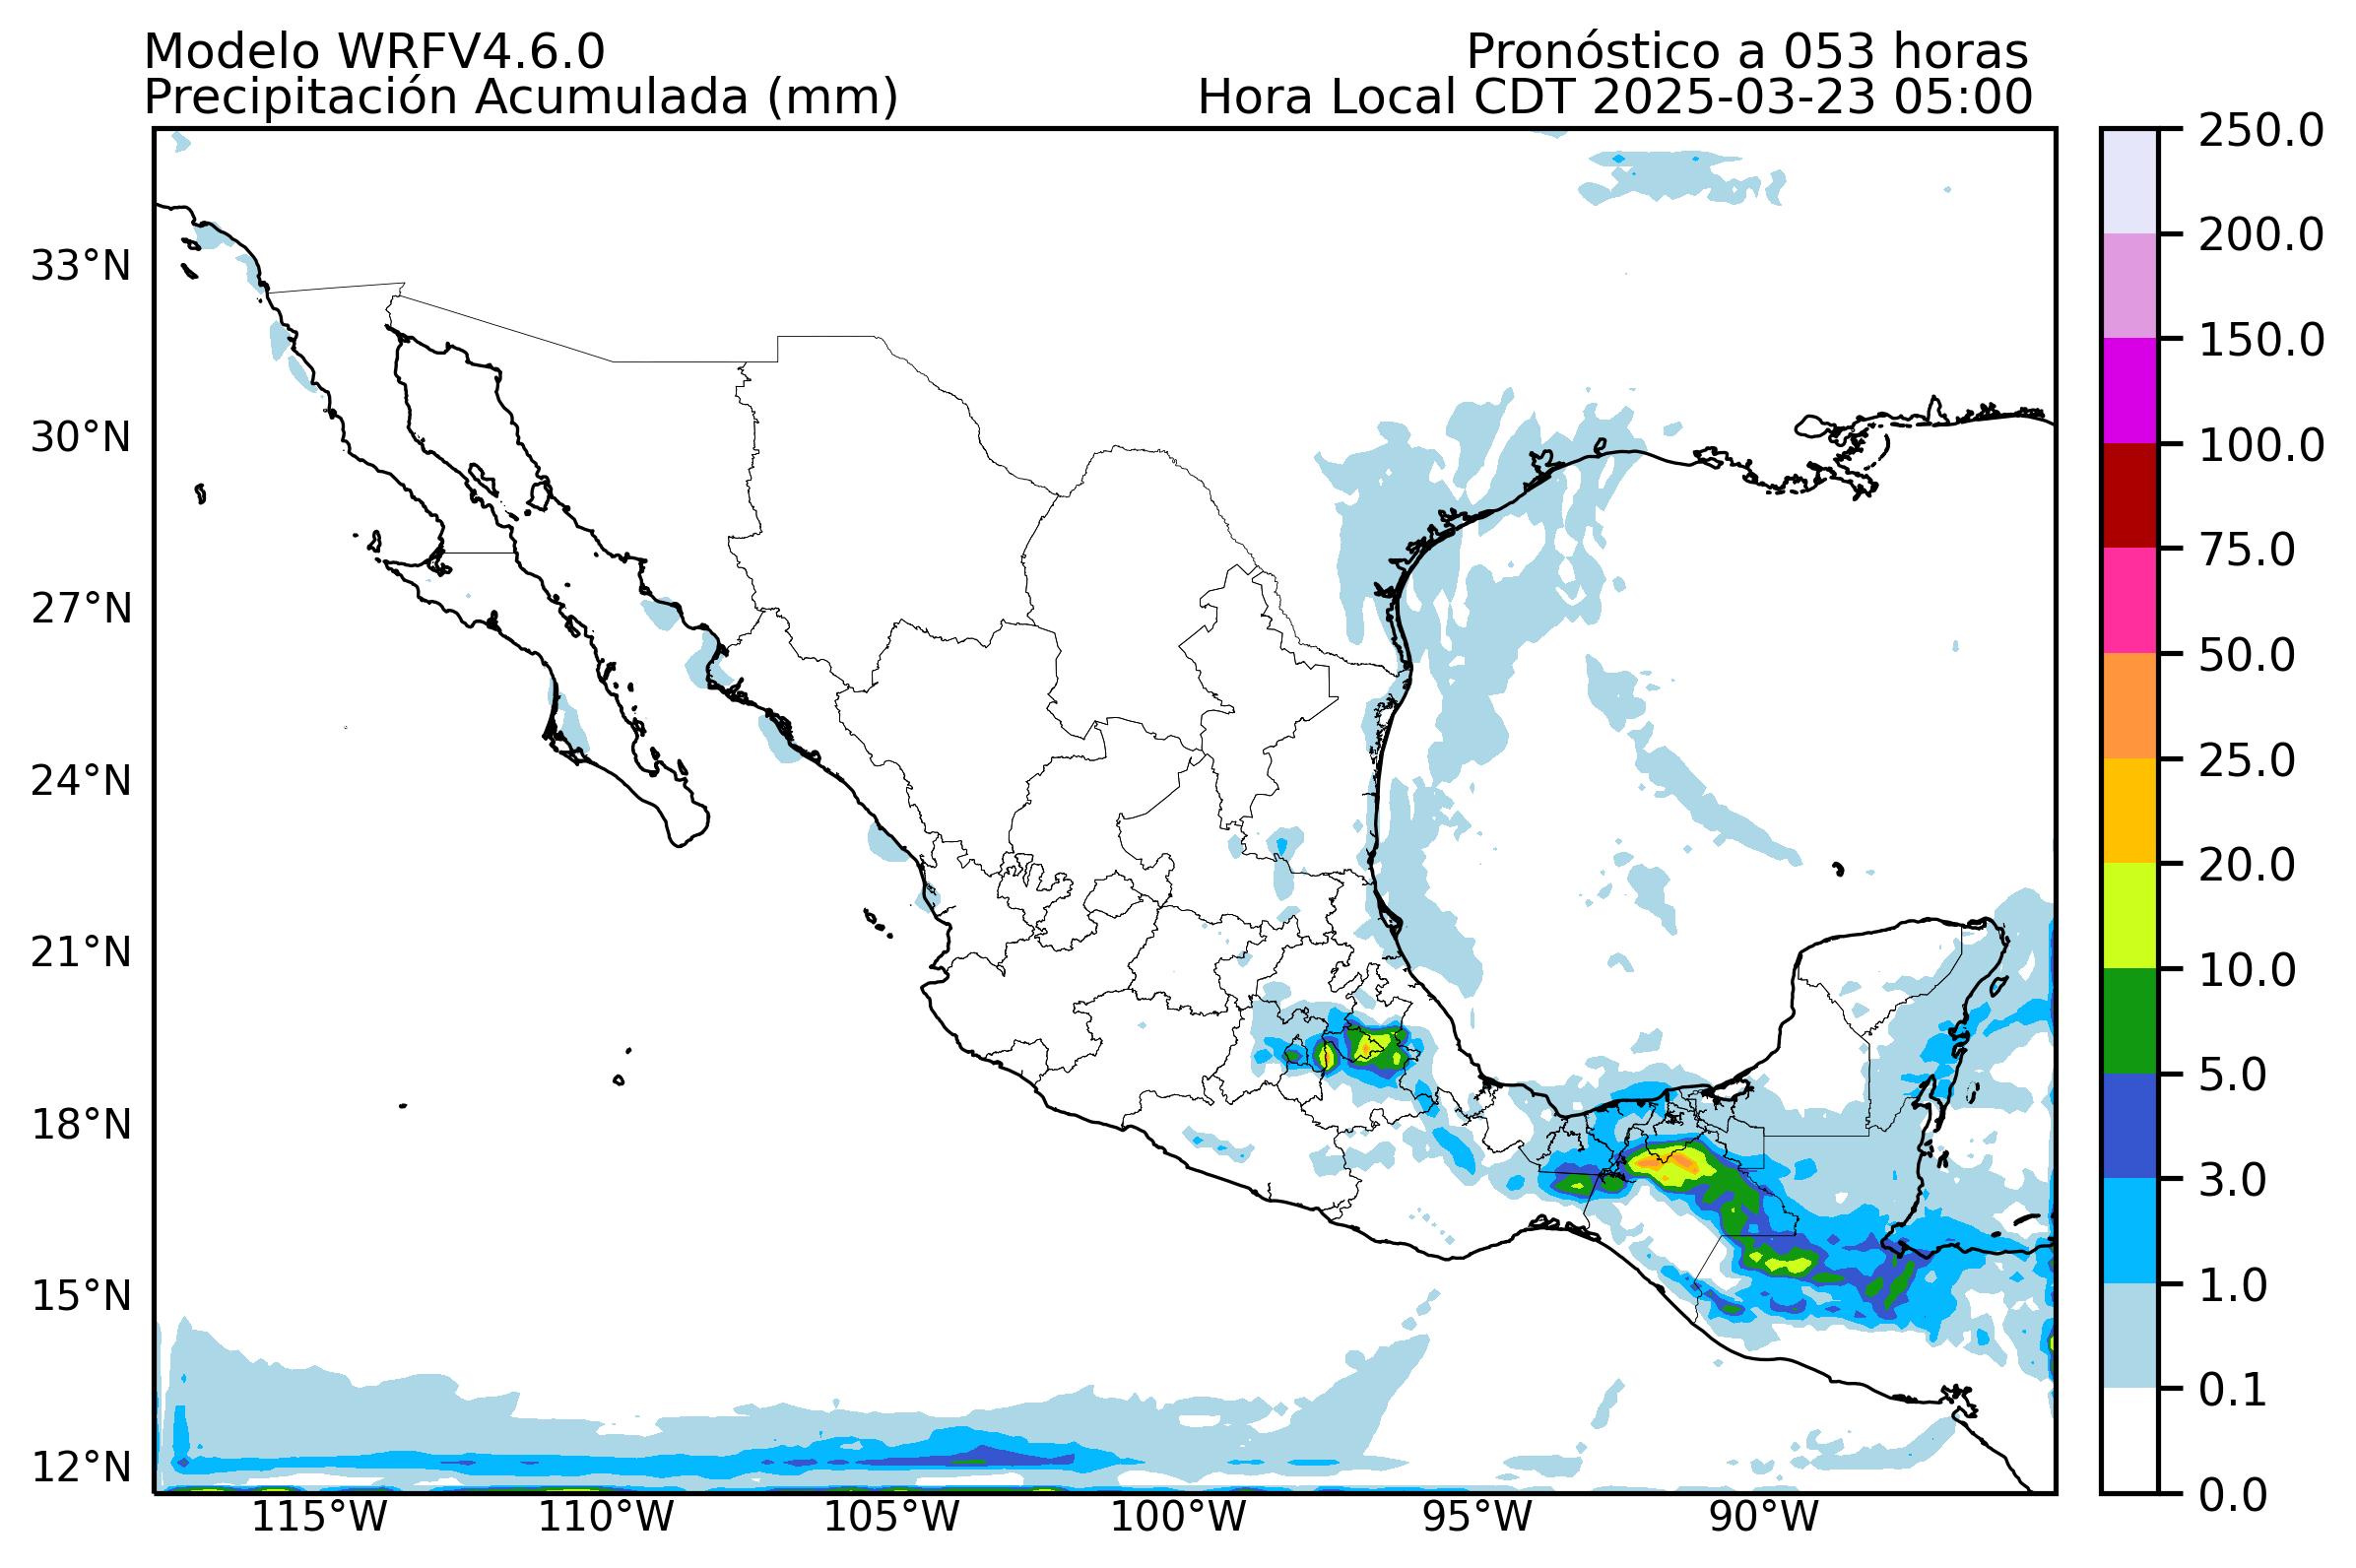 Modelo WRFV4.6.0
Pronóstico a 053 horas
Precipitación Acumulada (mm)
Hora Local CDT 2025-03-23 05:00
33°N
30°N
27°N
24°N
21°N
18°N
15°N
12°N
115°W
110°W
105°W
100°W
95°W
90°W
250.0
200.0
150.0
100.0
75.0
50.0
25.0
20.0
10.0
5.0
3.0
1.0
0.1
0.0